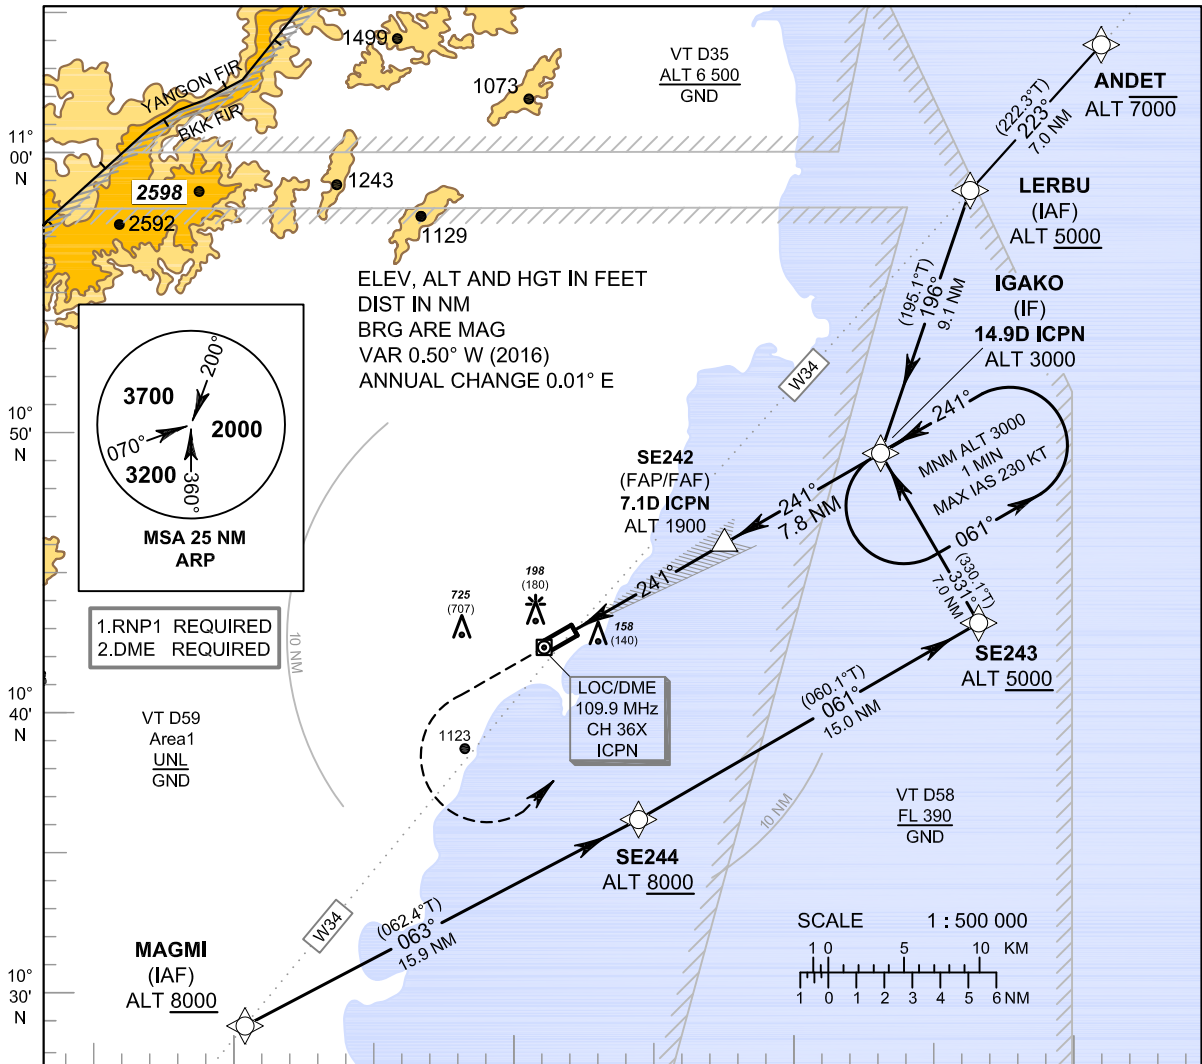 1499
1073
VT D35
ALT 6 500
GND
ANDET
ALT 7000
(222.3°T)
223°
7.0 NM
YANGON FIR
BKK FIR
11°
00'
N
2598
2592
1243
1129
LERBU
(IAF)
ALT 5000
ELEV, ALT AND HGT IN FEET
DIST IN NM
BRG ARE MAG
VAR 0.50° W (2016)
ANNUAL CHANGE 0.01° E
(195.1°T)
196°
9.1 NM
IGAKO
(IF)
14.9D ICPN
ALT 3000
W34
3700
200°
2000
070°
3200
360°
MSA 25 NM
ARP
10°
50'
N
241°
MNM ALT 3000
1 MIN
MAX IAS 230 KT
061°
SE242
(FAP/FAF)
7.1D ICPN
ALT 1900
241°
7.8 NM
241°
(330.1°T)
331°
7.0 NM
725
(707)
198
(180)
158
(140)
1.RNP1 REQUIRED
2.DME REQUIRED
10 NM
SE243
ALT 5000
10°
40'
N
LOC/DME
109.9 MHz
CH 36X
ICPN
(060.1°T)
061°
15.0 NM
VT D59
Area1
UNL
GND
1123
VT D58
FL 390
GND
10 NM
SE244
ALT 8000
W34
(062.4°T)
063°
15.9 NM
MAGMI
(IAF)
ALT 8000
10°
30'
N
SCALE 1 : 500 000
1 0 5 10 KM
1 0 1 2 3 4 5 6 NM